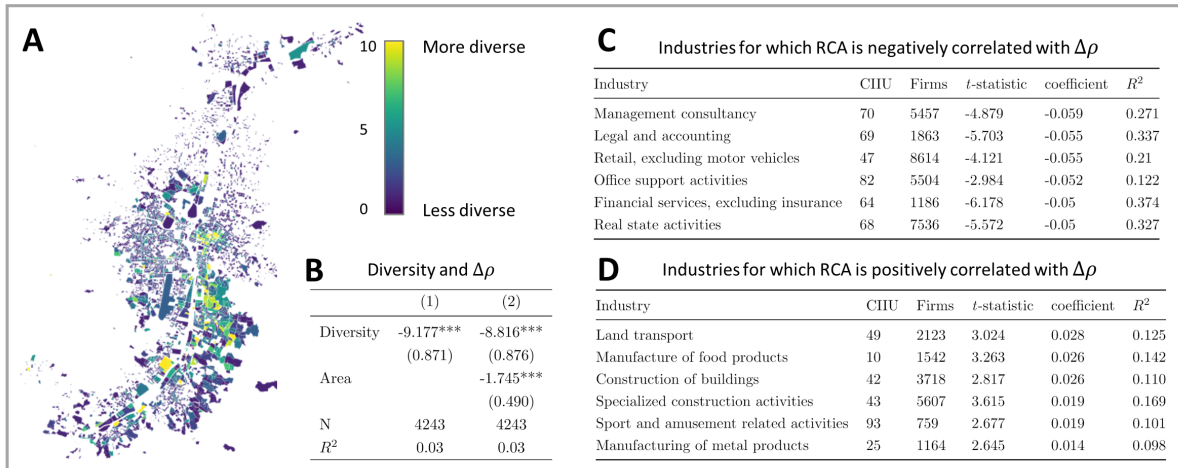 A
10
More diverse
5
0
Less diverse
B
Diversity and Δρ
(1) (2)
Diversity -9.177*** -8.816***
(0.871) (0.876)
Area -1.745***
(0.490)
N 4243 4243
R² 0.03 0.03
C
Industries for which RCA is negatively correlated with Δρ
Industry CIIU Firms t-statistic coefficient R²
Management consultancy 70 5457 -4.879 -0.059 0.271
Legal and accounting 69 1863 -5.703 -0.055 0.337
Retail, excluding motor vehicles 47 8614 -4.121 -0.055 0.21
Office support activities 82 5504 -2.984 -0.052 0.122
Financial services, excluding insurance 64 1186 -6.178 -0.05 0.374
Real state activities 68 7536 -5.572 -0.05 0.327
D
Industries for which RCA is positively correlated with Δρ
Industry CIIU Firms t-statistic coefficient R²
Land transport 49 2123 3.024 0.028 0.125
Manufacture of food products 10 1542 3.263 0.026 0.142
Construction of buildings 42 3718 2.817 0.026 0.110
Specialized construction activities 43 5607 3.615 0.019 0.169
Sport and amusement related activities 93 759 2.677 0.019 0.101
Manufacturing of metal products 25 1164 2.645 0.014 0.098